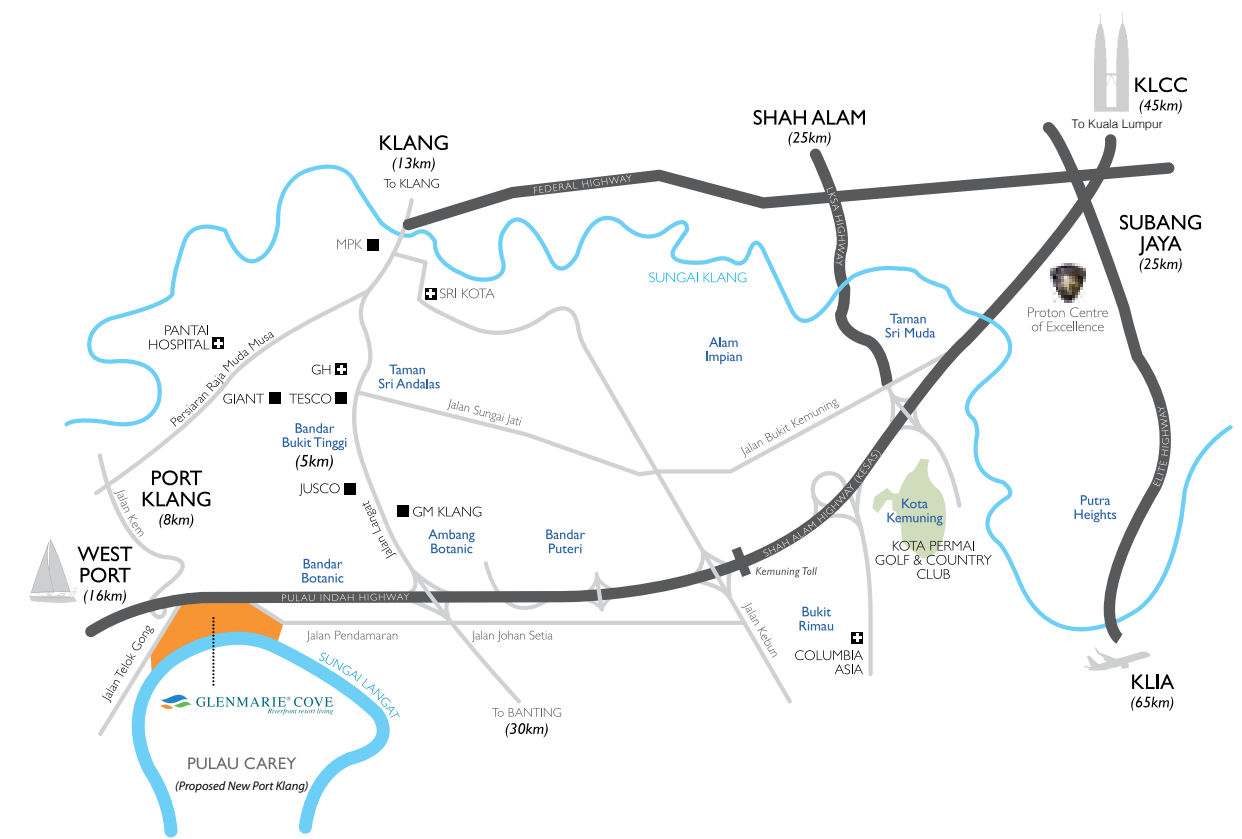 KLCC
(45km)
To Kuala Lumpur
SHAH ALAM
(25km)
KLANG
(13km)
To KLANG
FEDERAL HIGHWAY
LKSA HIGHWAY
SUBANG
JAYA
(25km)
MPK
SUNGAI KLANG
SRI KOTA
Proton Centre
of Excellence
Taman
Sri Muda
PANTAI
HOSPITAL
Persiaran Raja Muda Musa
Alam
Impian
GH
Taman
Sri Andalas
GIANT
TESCO
Jalan Sungai Jati
Jalan Bukit Kemuning
Bandar
Bukit Tinggi
(5km)
ELITE HIGHWAY
PORT
KLANG
(8km)
Jalan Kem
JUSCO
Jalan Langat
GM KLANG
SHAH ALAM HIGHWAY (KESAS)
Kota
Kemuning
Putra
Heights
Ambang
Botanic
Bandar
Puteri
KOTA PERMAI
GOLF & COUNTRY
CLUB
WEST
PORT
(16km)
Bandar
Botanic
Kemuning Toll
PULAU INDAH HIGHWAY
Bukit
Rimau
Jalan Kebun
Jalan Telok Gong
Jalan Pendamaran
Jalan Johan Setia
COLUMBIA
ASIA
SUNGAI LANGAT
KLIA
(65km)
GLENMARIE® COVE
Riverfront resort living
To BANTING
(30km)
PULAU CAREY
(Proposed New Port Klang)